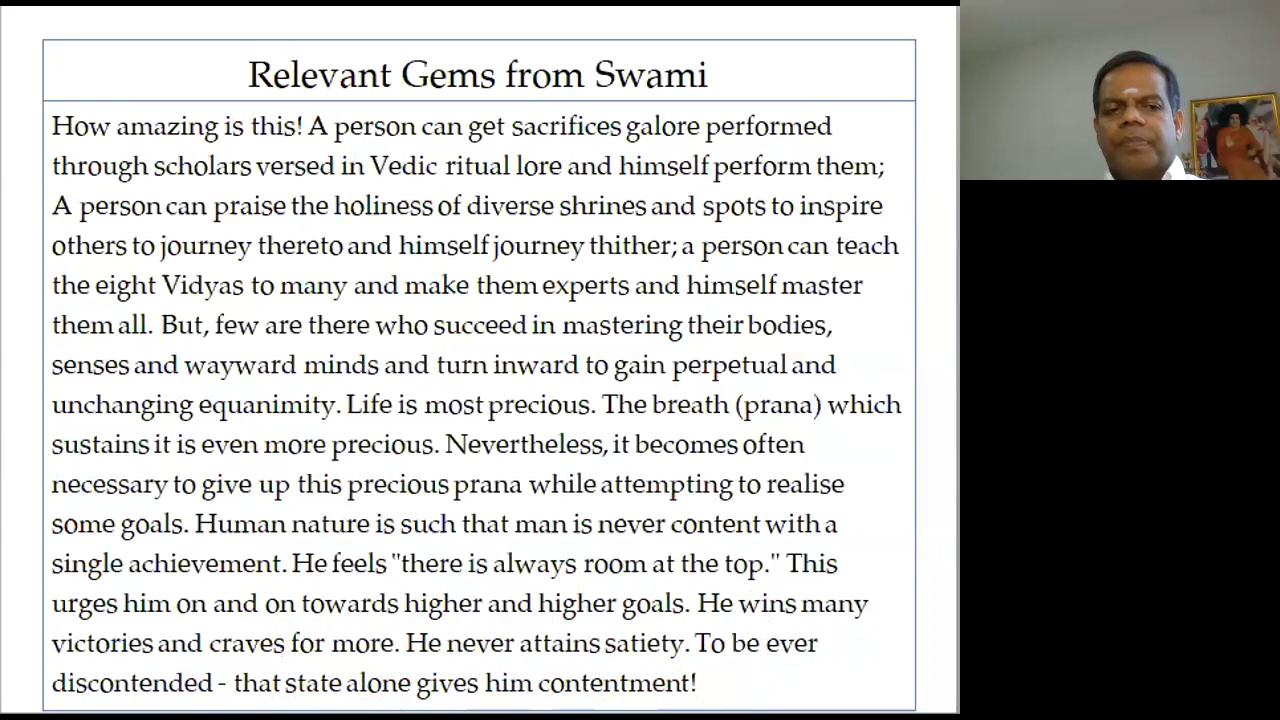 Relevant Gems from Swami
How amazing is this! A person can get sacrifices galore performed
through scholars versed in Vedic ritual lore and himself perform them;
A person can praise the holiness of diverse shrines and spots to inspire
others to journey thereto and himself journey thither; a person can teach
the eight Vidyas to many and make them experts and himself master
them all. But, few are there who succeed in mastering their bodies,
senses and wayward minds and turn inward to gain perpetual and
unchanging equanimity. Life is most precious. The breath (prana) which
sustains it is even more precious. Nevertheless, it becomes often
necessary to give up this precious prana while attempting to realise
some goals. Human nature is such that man is never content with a
single achievement. He feels "there is always room at the top." This
urges him on and on towards higher and higher goals. He wins many
victories and craves for more. He never attains satiety. To be ever
discontended - that state alone gives him contentment!